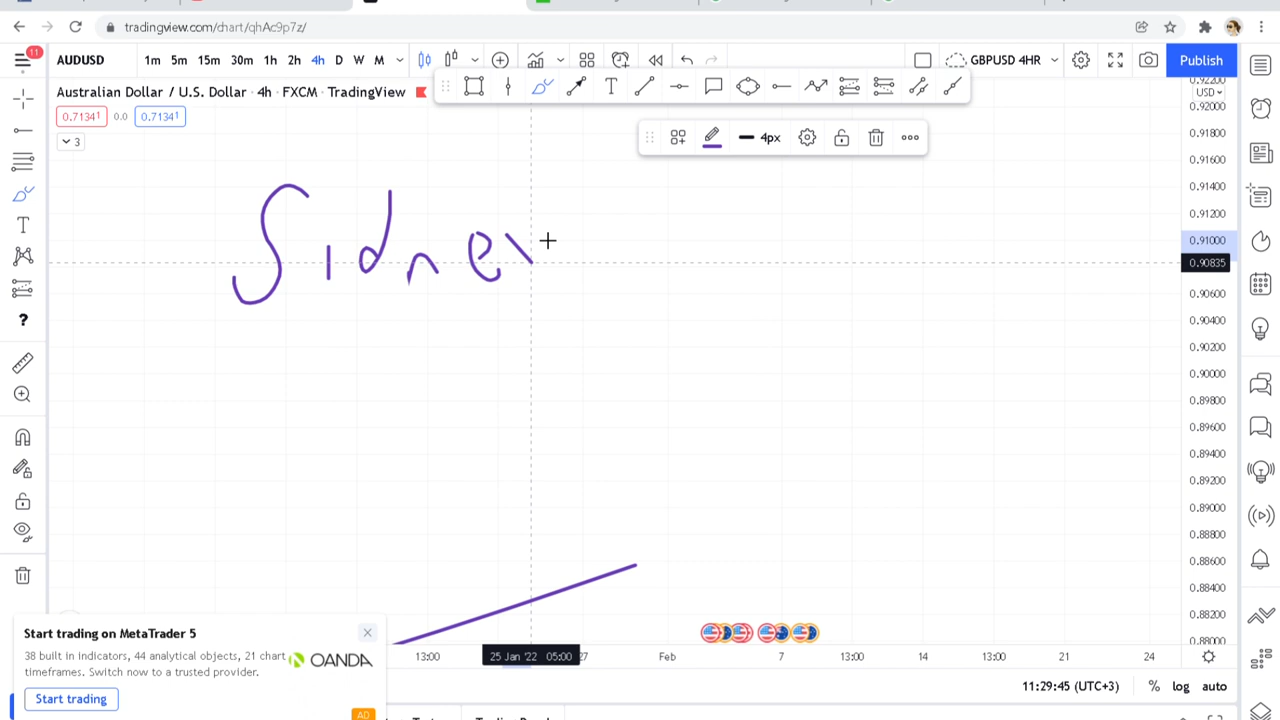 tradingview.com/chart/qhAc9p7z/
11
AUDUSD 1m 5m 15m 30m 1h 2h 4h D W M GBPUSD 4HR Publish
4px
Australian Dollar / U.S. Dollar · 4h · FXCM · TradingView
0.71341 0.0 0.71341
3
USD
0.92000
0.91800
0.91600
0.91400
0.91200
0.91000
0.90835
0.90600
0.90400
0.90200
0.90000
0.89800
0.89600
0.89400
0.89200
0.89000
0.88800
0.88600
0.88400
0.88200
0.88000
Sidney
?
Start trading on MetaTrader 5
38 built in indicators, 44 analytical objects, 21 chart timeframes. Switch now to a trusted provider.
OANDA
Start trading
AD
13:00 25 Jan '22 05:00 27 Feb 7 13:00 14 13:00 21 24
11:29:45 (UTC+3) % log auto